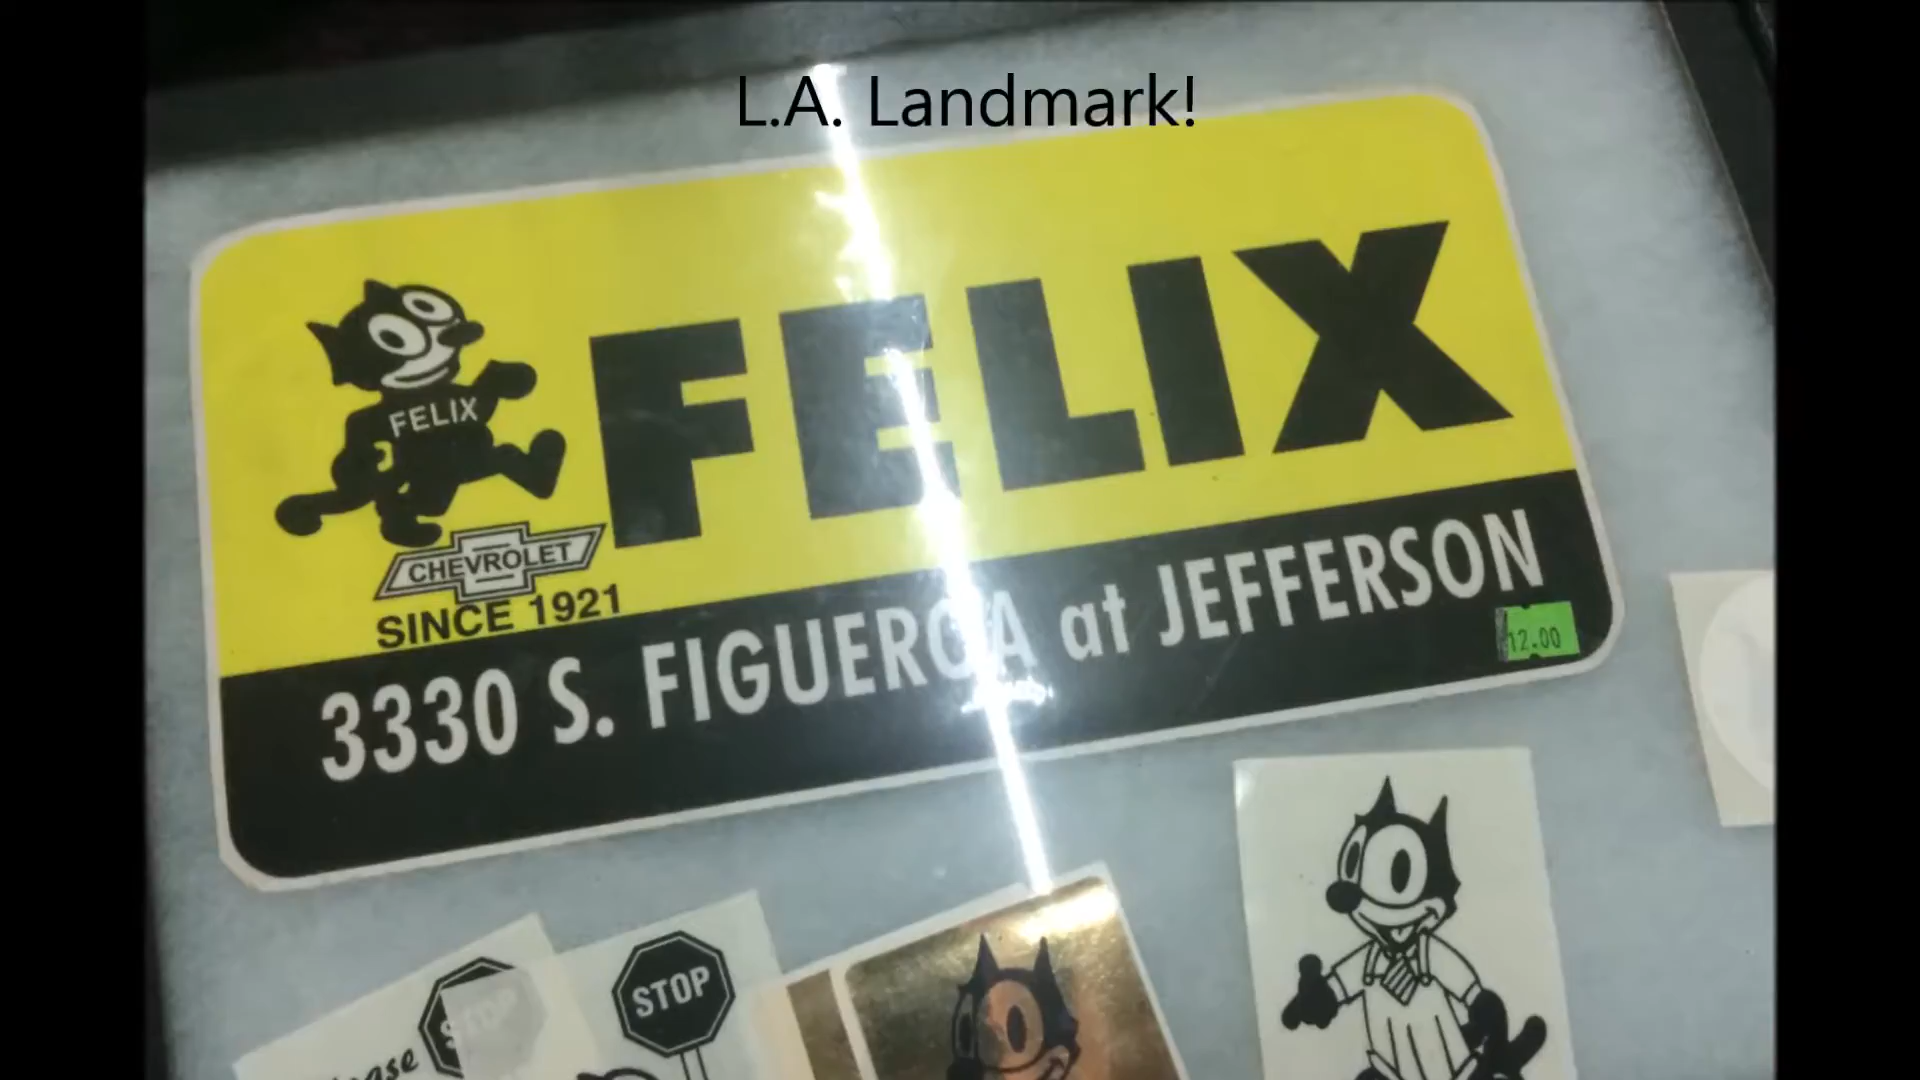 L.A. Landmark!
FELIX
FELIX
CHEVROLET
SINCE 1921
3330 S. FIGUEROA at JEFFERSON
12.00
STOP
STOP